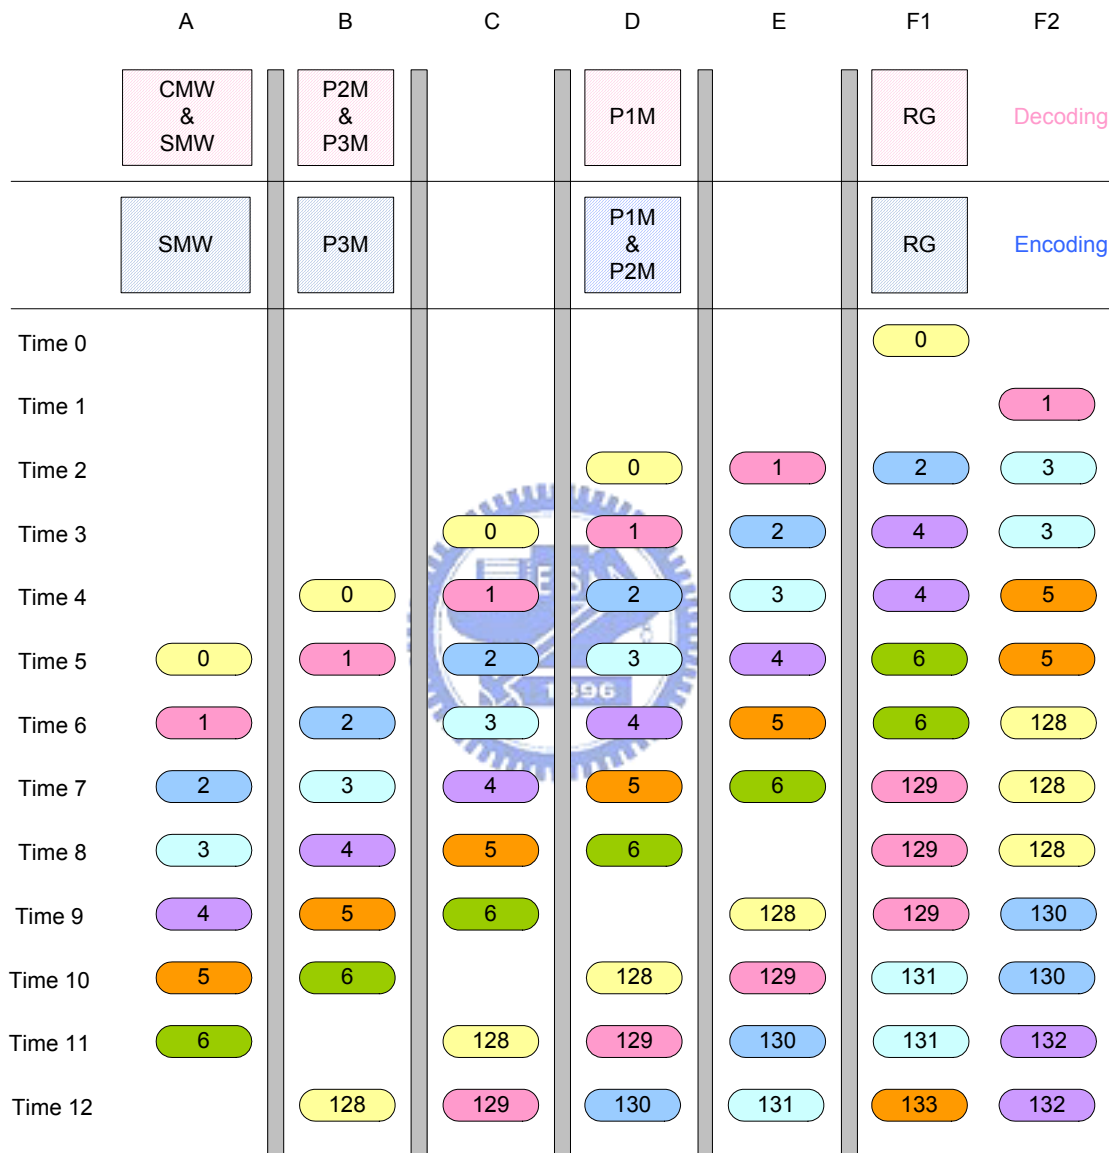 A B C D E F1 F2
CMW & SMW P2M & P3M P1M RG Decoding
SMW P3M P1M & P2M RG Encoding
Time 0 0
Time 1 1
Time 2 0 1 2 3
Time 3 0 1 2 4 3
Time 4 0 1 2 3 4 5
Time 5 0 1 2 3 4 6 5
Time 6 1 2 3 4 5 6 128
Time 7 2 3 4 5 6 129 128
Time 8 3 4 5 6 129 128
Time 9 4 5 6 128 129 130
Time 10 5 6 128 129 131 130
Time 11 6 128 129 130 131 132
Time 12 128 129 130 131 133 132
1896